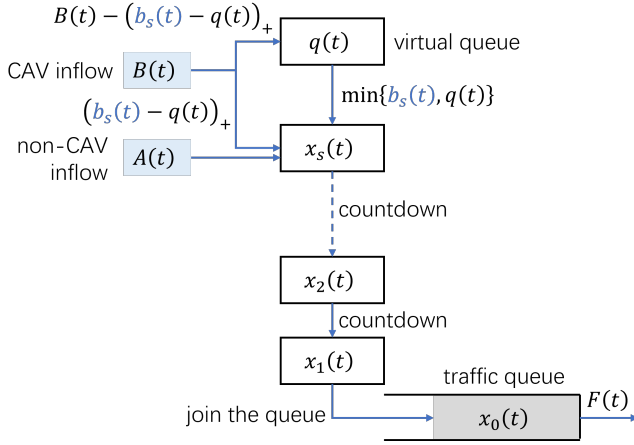 B(t) − (b_s(t) − q(t))_+
q(t)
virtual queue
CAV inflow
B(t)
min{b_s(t), q(t)}
(b_s(t) − q(t))_+
non-CAV
inflow
A(t)
x_s(t)
countdown
x_2(t)
countdown
x_1(t)
traffic queue
F(t)
join the queue
x_0(t)